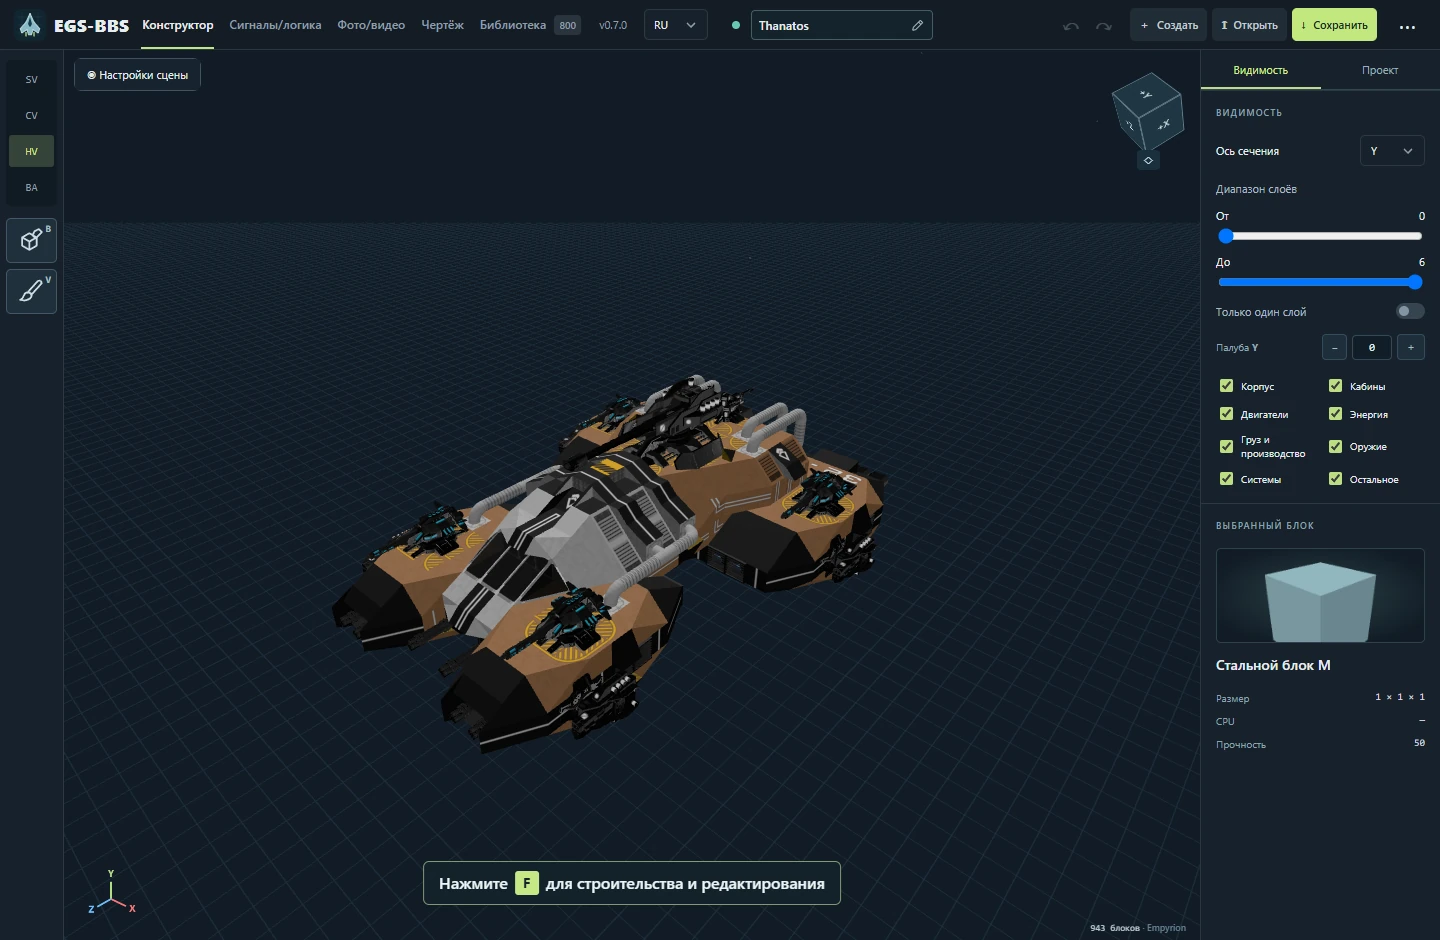 EGS-BBS
Конструктор
Сигналы/логика
Фото/видео
Чертёж
Библиотека 800
v0.7.0
RU
Thanatos
+ Создать
Открыть
↓ Сохранить
...
SV
CV
HV
BA
B
V
Настройки сцены
+Y
+X
Видимость
Проект
ВИДИМОСТЬ
Ось сечения Y
Диапазон слоёв
От 0
До 6
Только один слой
Палуба Y − 0 +
Корпус
Кабины
Двигатели
Энергия
Груз и
производство
Оружие
Системы
Остальное
ВЫБРАННЫЙ БЛОК
Стальной блок M
Размер 1 × 1 × 1
CPU —
Прочность 50
Y
Z
X
Нажмите F для строительства и редактирования
943 блоков · Empyrion